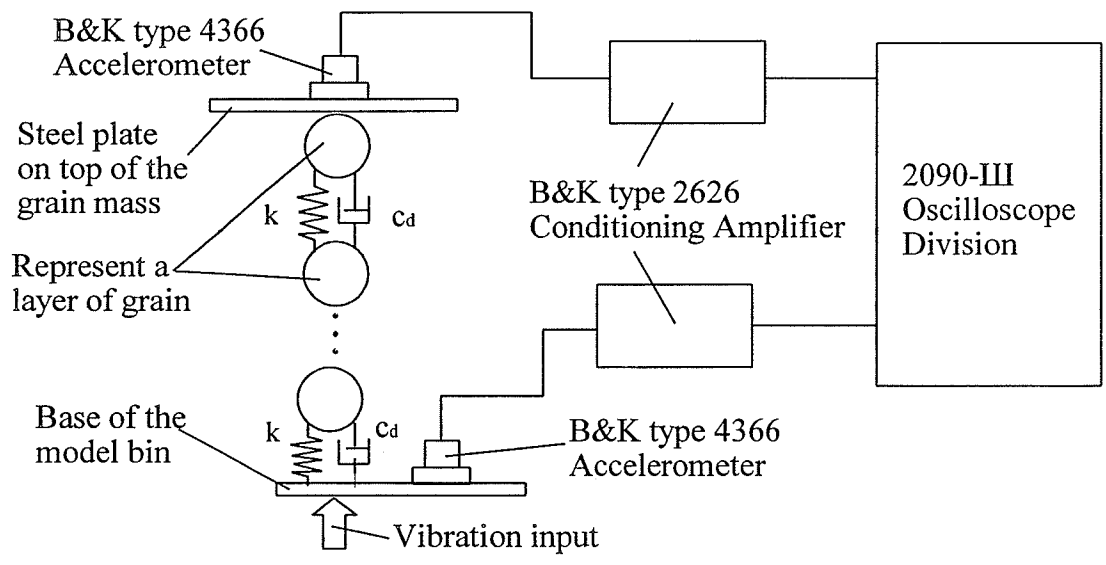 B&K type 4366
Accelerometer
Steel plate
on top of the
grain mass
k
cd
Represent a
layer of grain
B&K type 2626
Conditioning Amplifier
2090-III
Oscilloscope
Division
Base of the
model bin
k
cd
B&K type 4366
Accelerometer
Vibration input